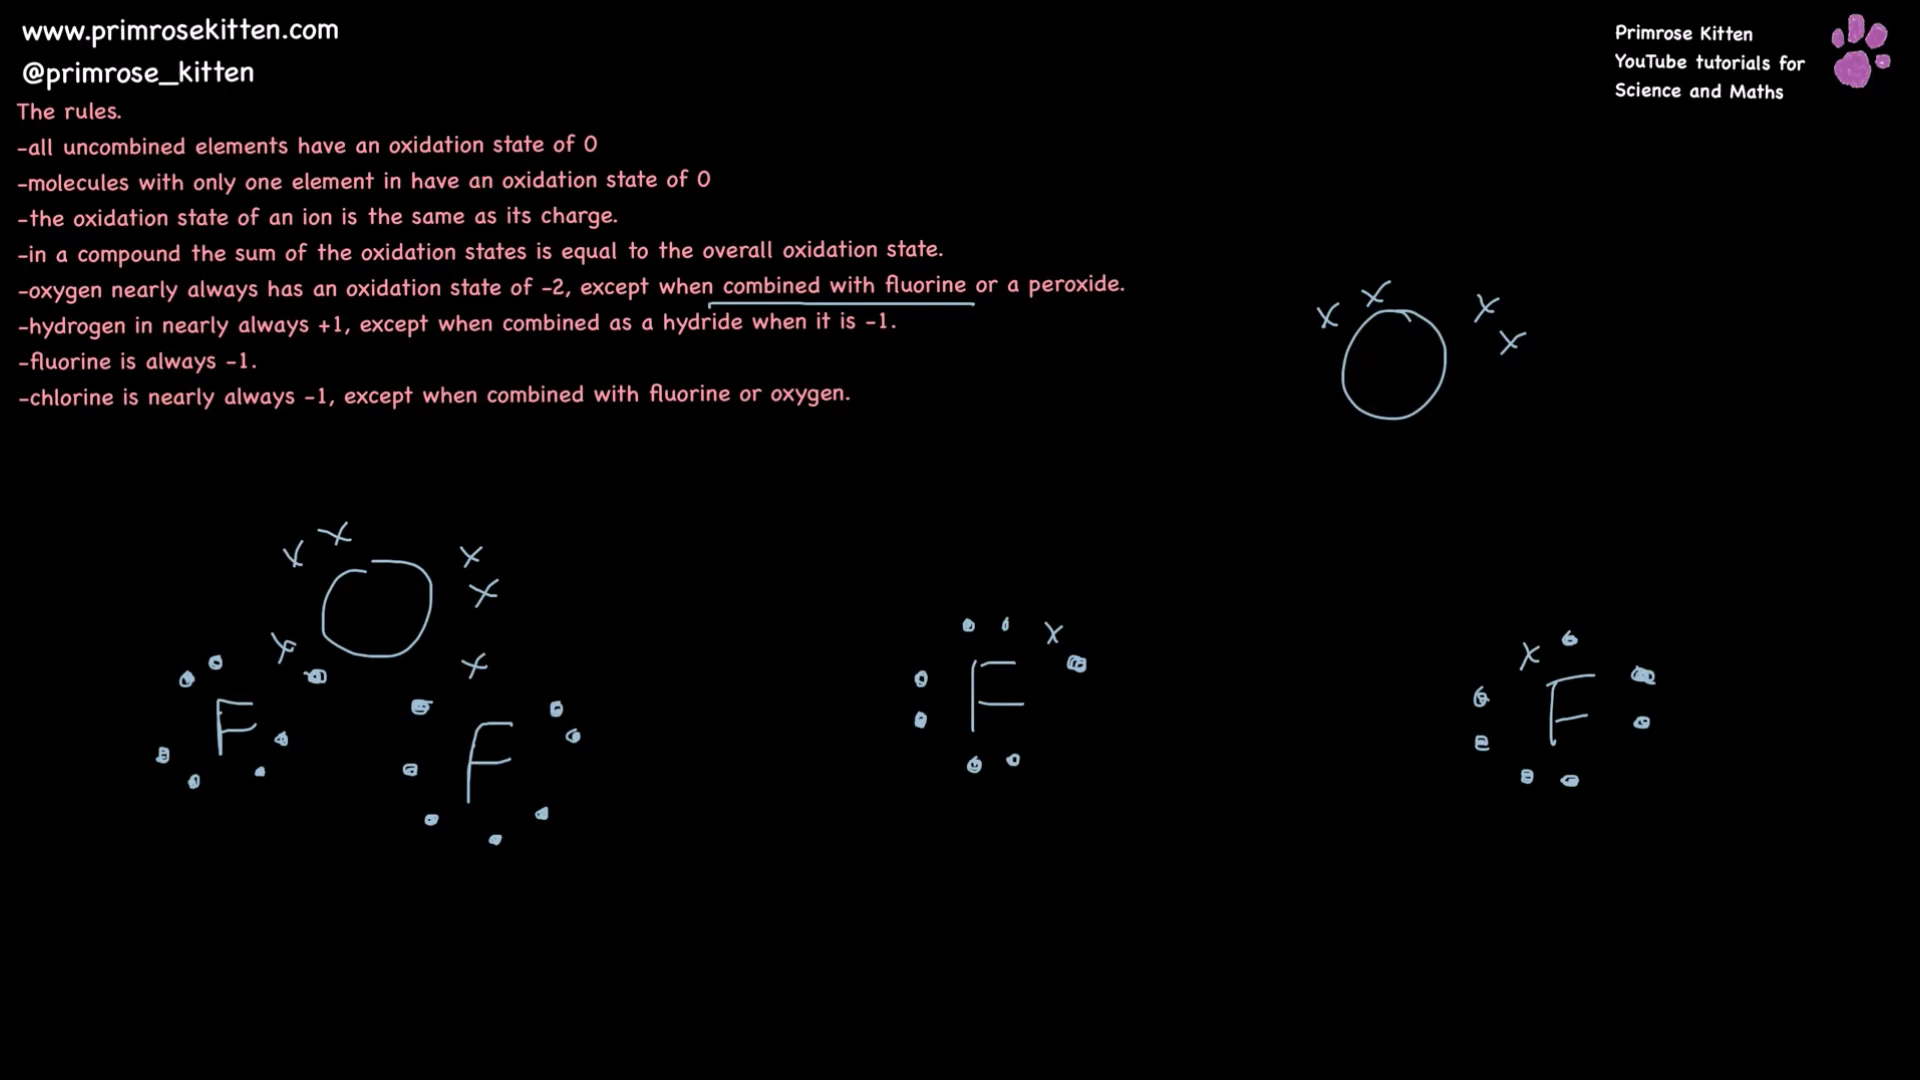 www.primrosekitten.com
@primrose_kitten
Primrose Kitten
YouTube tutorials for
Science and Maths
The rules.
-all uncombined elements have an oxidation state of 0
-molecules with only one element in have an oxidation state of 0
-the oxidation state of an ion is the same as its charge.
-in a compound the sum of the oxidation states is equal to the overall oxidation state.
-oxygen nearly always has an oxidation state of -2, except when combined with fluorine or a peroxide.
-hydrogen in nearly always +1, except when combined as a hydride when it is -1.
-fluorine is always -1.
-chlorine is nearly always -1, except when combined with fluorine or oxygen.
x x x x
O
x x x x
O
x x
F F
x
F
x
F